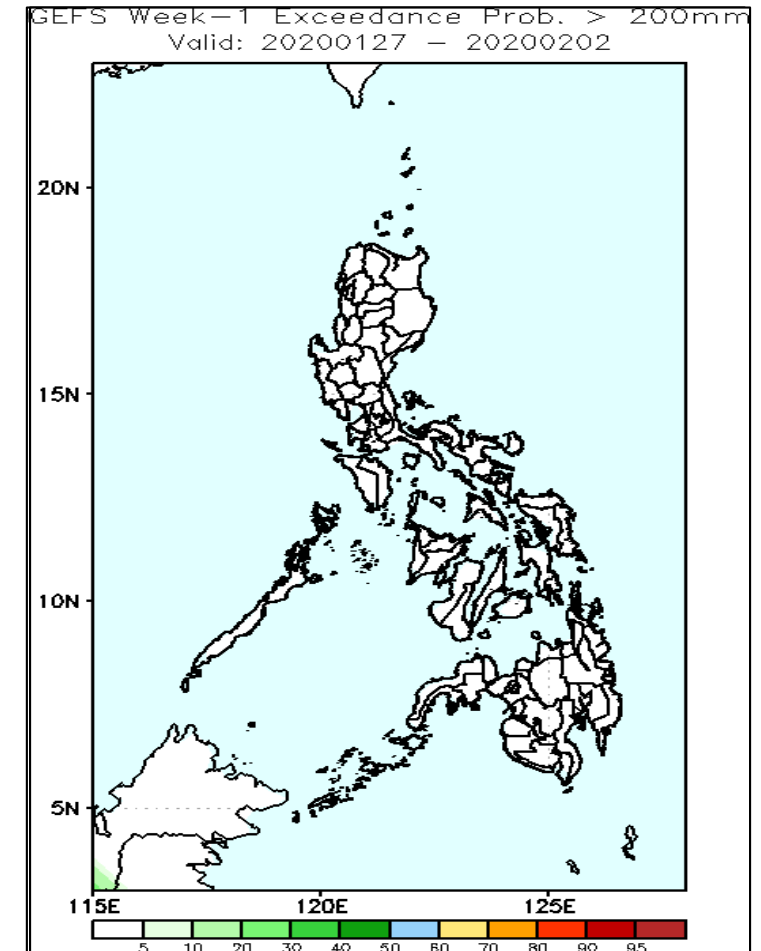 GEFS Week-1 Exceedance Prob. > 200mm
Valid: 20200127 - 20200202
20N
15N
10N
5N
115E 120E 125E
5 10 20 30 40 50 60 70 80 90 95